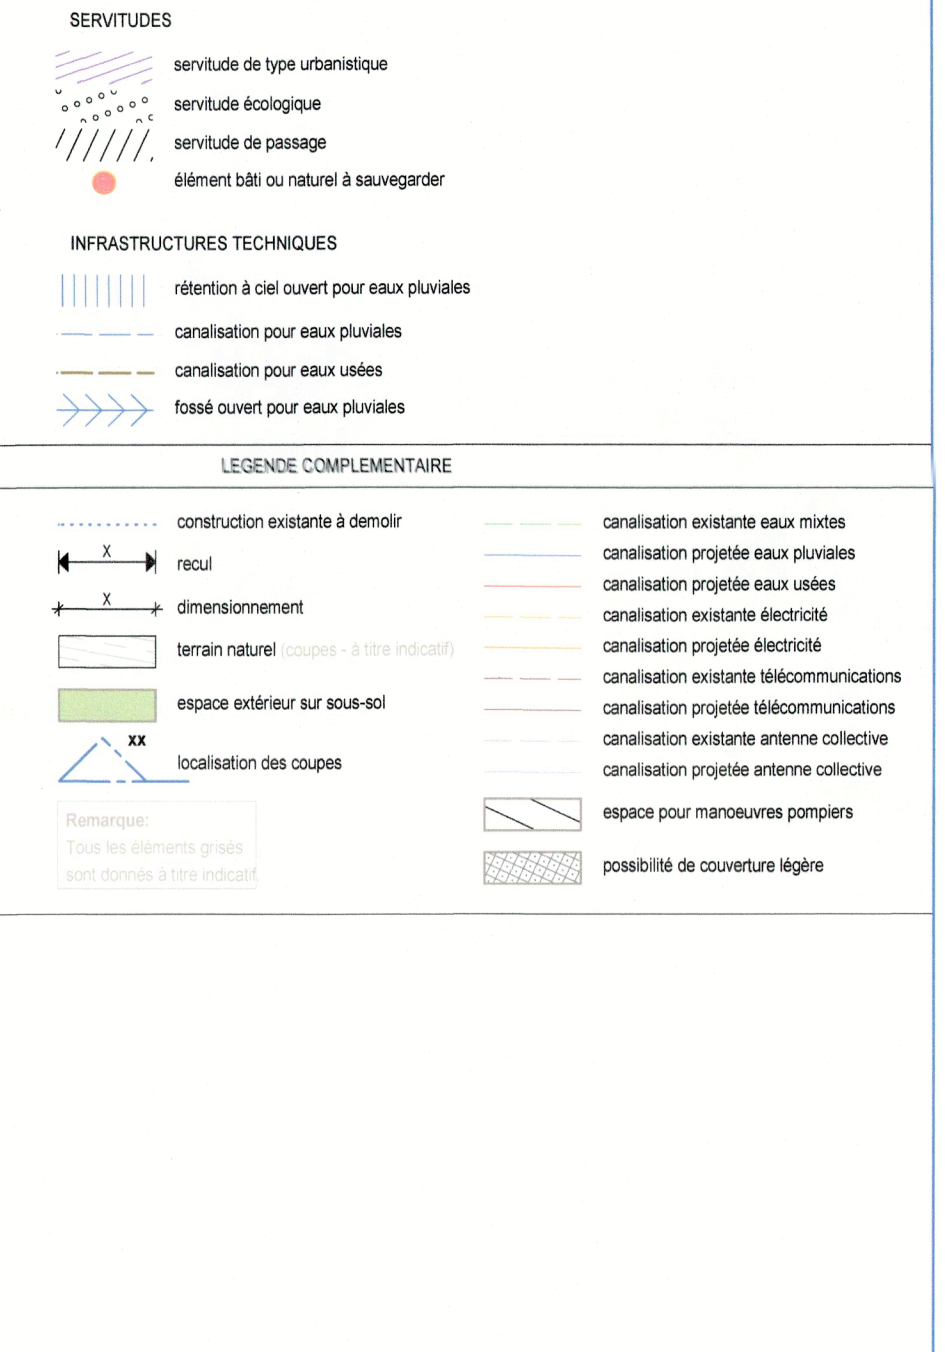 SERVITUDES
servitude de type urbanistique
servitude écologique
servitude de passage
élément bâti ou naturel à sauvegarder
INFRASTRUCTURES TECHNIQUES
rétention à ciel ouvert pour eaux pluviales
canalisation pour eaux pluviales
canalisation pour eaux usées
fossé ouvert pour eaux pluviales
LEGENDE COMPLEMENTAIRE
construction existante à demolir
X
recul
X
dimensionnement
terrain naturel (coupes - à titre indicatif)
espace extérieur sur sous-sol
xx
localisation des coupes
Remarque:
Tous les éléments grisés
sont donnés à titre indicatif.
canalisation existante eaux mixtes
canalisation projetée eaux pluviales
canalisation projetée eaux usées
canalisation existante électricité
canalisation projetée électricité
canalisation existante télécommunications
canalisation projetée télécommunications
canalisation existante antenne collective
canalisation projetée antenne collective
espace pour manoeuvres pompiers
possibilité de couverture légère